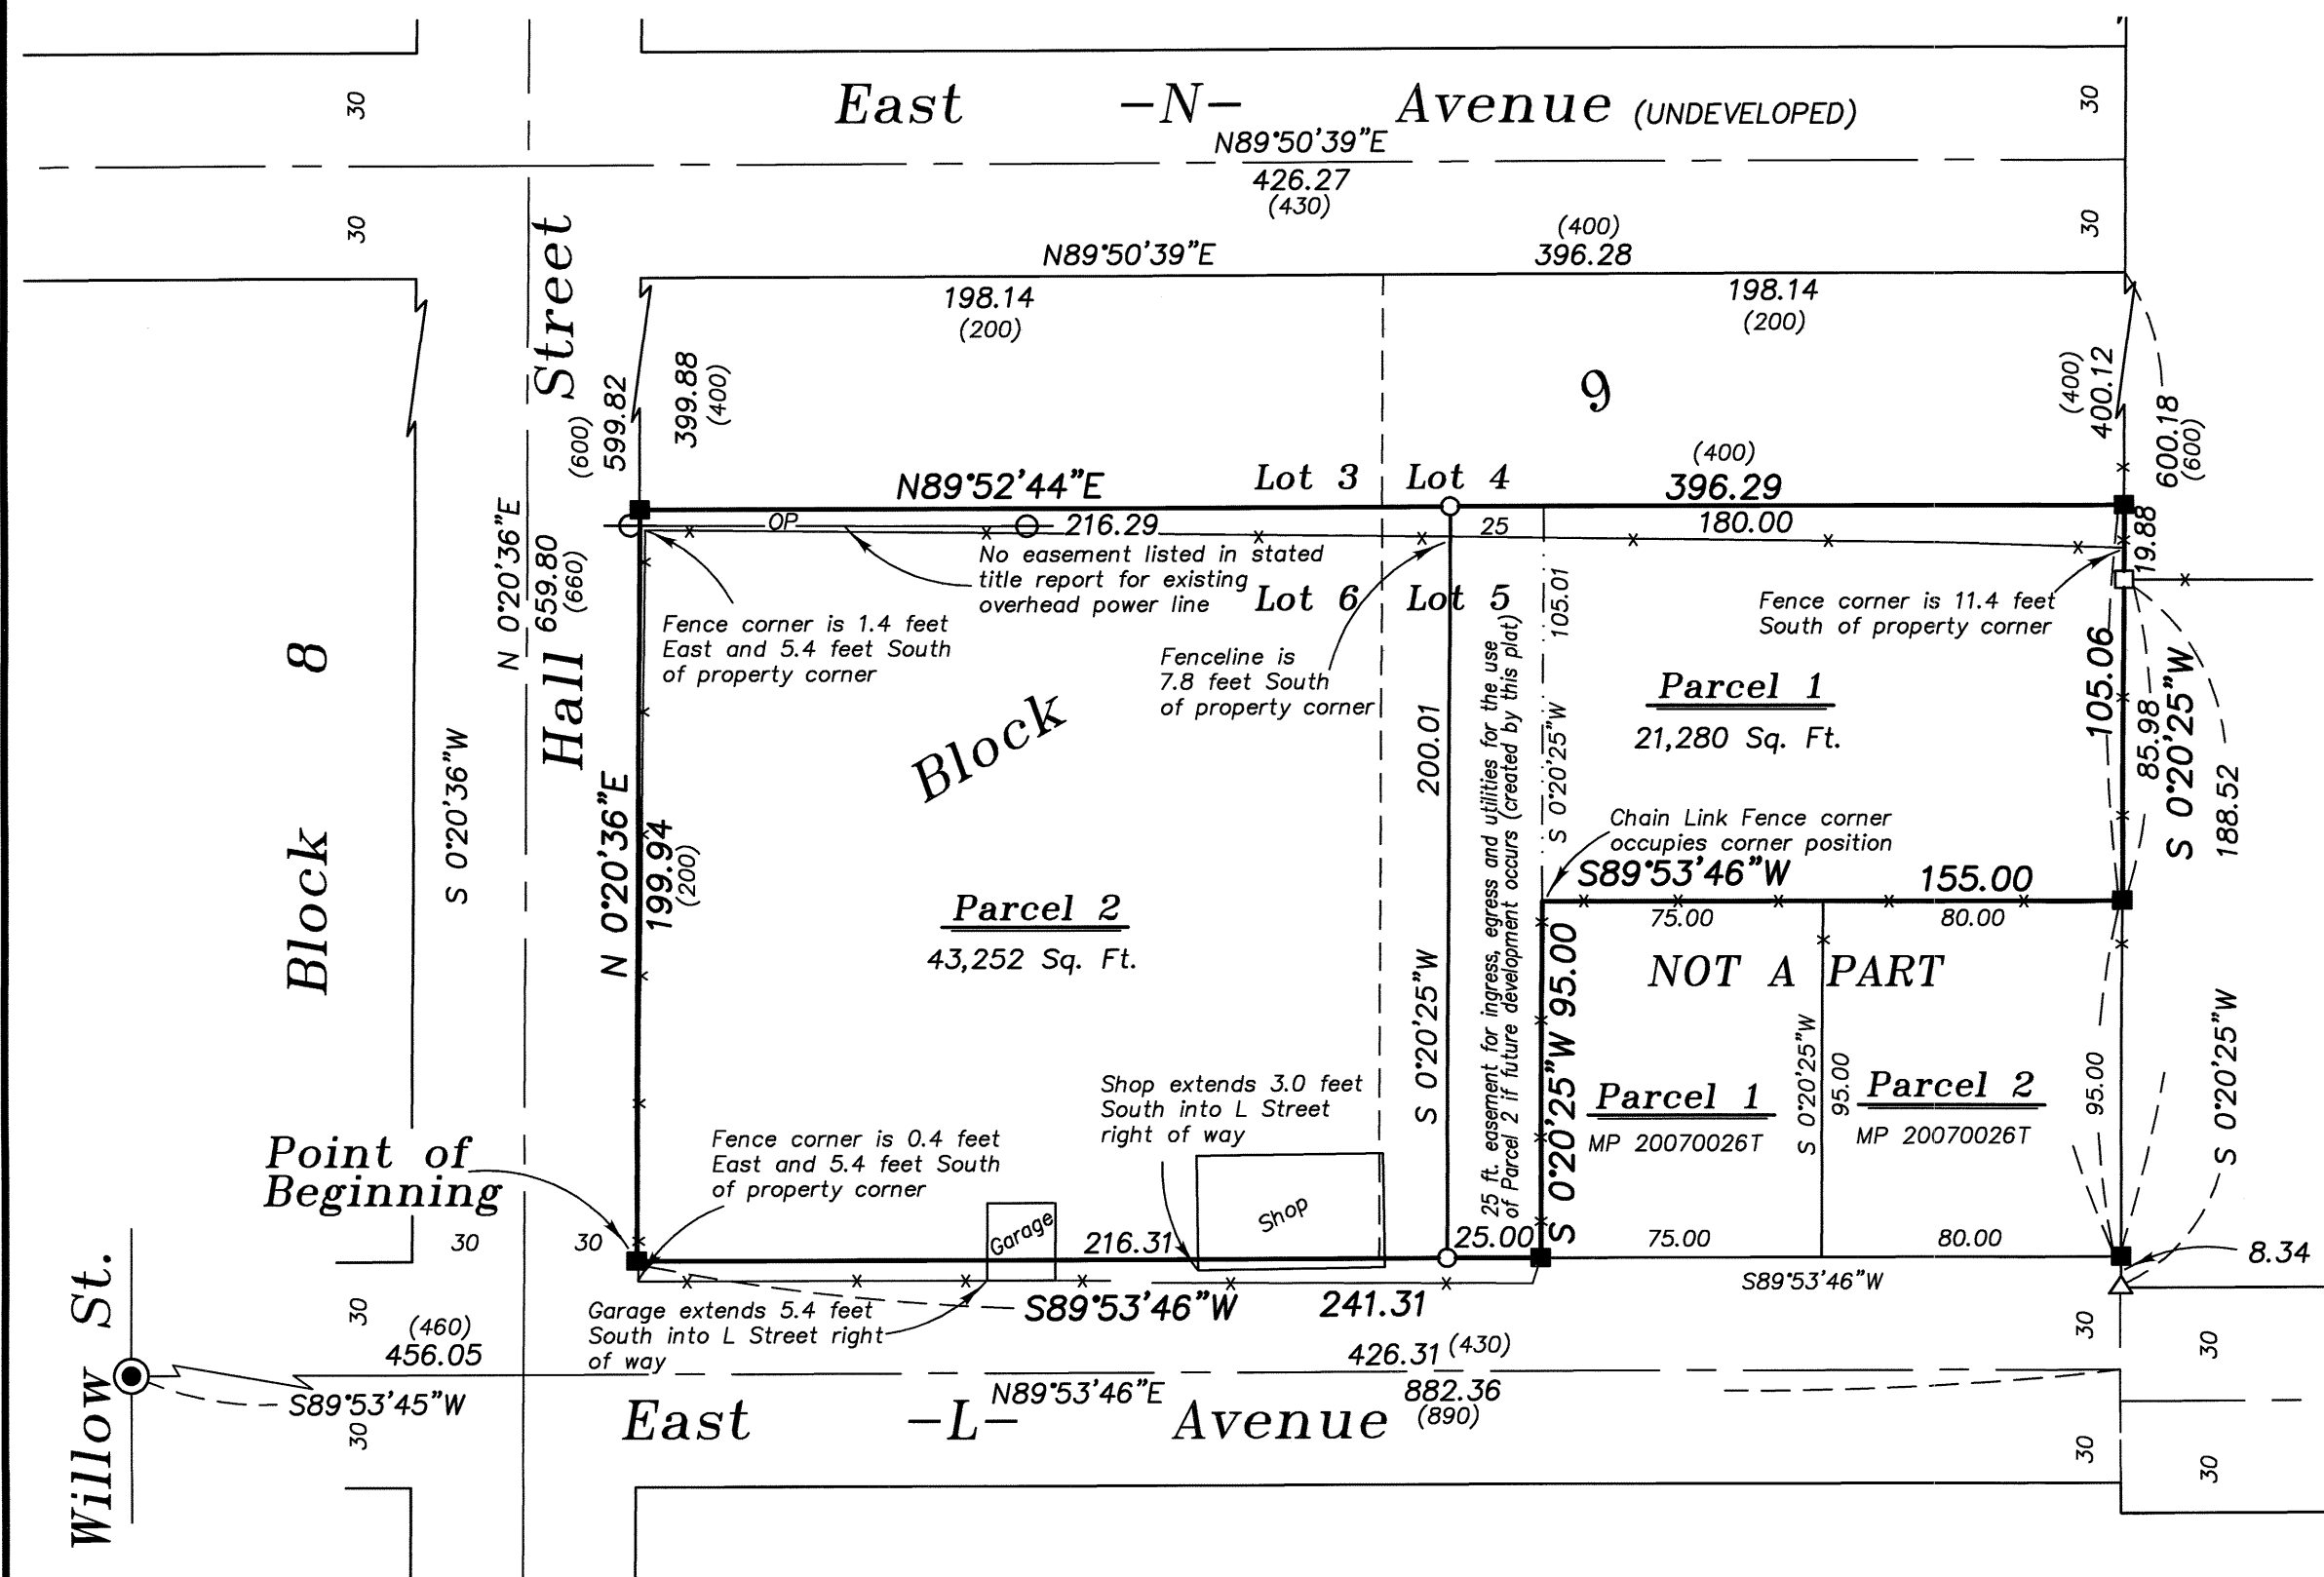 East -N- Avenue (UNDEVELOPED)
N89°50'39"E
426.27
(430)
30
30
30
30
N89°50'39"E
(400)
396.28
198.14
(200)
198.14
(200)
Hall Street
N 0°20'36"E
659.80
(660)
(600)
599.82
399.88
(400)
9
(400)
400.12
600.18
(600)
N89°52'44"E
Lot 3
Lot 4
(400)
396.29
OP
216.29
25
180.00
19.88
No easement listed in stated
title report for existing
overhead power line
Lot 6
Lot 5
Fence corner is 1.4 feet
East and 5.4 feet South
of property corner
Fenceline is
7.8 feet South
of property corner
Fence corner is 11.4 feet
South of property corner
105.01
S 0°20'25"W
Parcel 1
21,280 Sq. Ft.
105.06
85.98
S 0°20'25"W
188.52
Block 8
S 0°20'36"W
N 0°20'36"E
199.94
(200)
Block
200.01
S 0°20'25"W
25 ft. easement for ingress, egress and utilities for the use
of Parcel 2 if future development occurs (created by this plat)
Chain Link Fence corner
occupies corner position
S89°53'46"W
155.00
75.00
80.00
Parcel 2
43,252 Sq. Ft.
NOT A PART
S 0°20'25"W 95.00
S 0°20'25"W
95.00
Parcel 1
MP 20070026T
Parcel 2
MP 20070026T
95.00
S 0°20'25"W
Shop extends 3.0 feet
South into L Street
right of way
Fence corner is 0.4 feet
East and 5.4 feet South
of property corner
Point of
Beginning
Garage
Shop
30
30
216.31
25.00
75.00
80.00
8.34
S89°53'46"W
Garage extends 5.4 feet
South into L Street right
of way
S89°53'46"W
241.31
30
30
30
(460)
456.05
426.31 (430)
S89°53'45"W
N89°53'46"E
882.36
(890)
30
East -L- Avenue
30
30
Willow St.